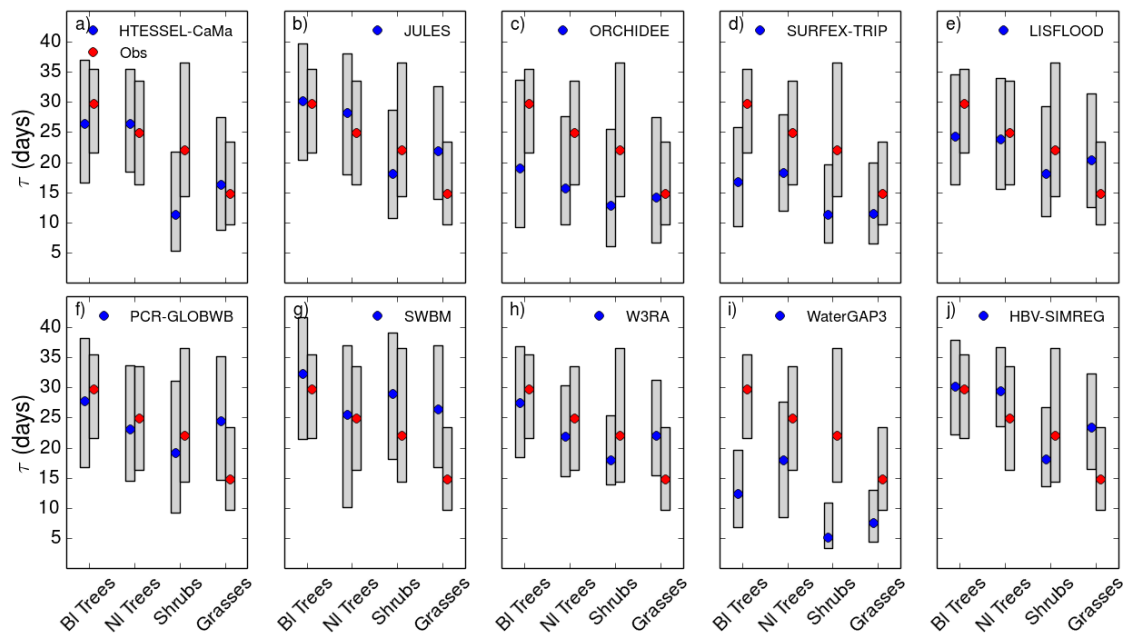 a) HTESSEL-CaMa
Obs
b) JULES
c) ORCHIDEE
d) SURFEX-TRIP
e) LISFLOOD
40
35
30
25
20
15
10
5
τ (days)
f) PCR-GLOBWB
g) SWBM
h) W3RA
i) WaterGAP3
j) HBV-SIMREG
40
35
30
25
20
15
10
5
τ (days)
Bl Trees
Nl Trees
Shrubs
Grasses
Bl Trees
Nl Trees
Shrubs
Grasses
Bl Trees
Nl Trees
Shrubs
Grasses
Bl Trees
Nl Trees
Shrubs
Grasses
Bl Trees
Nl Trees
Shrubs
Grasses